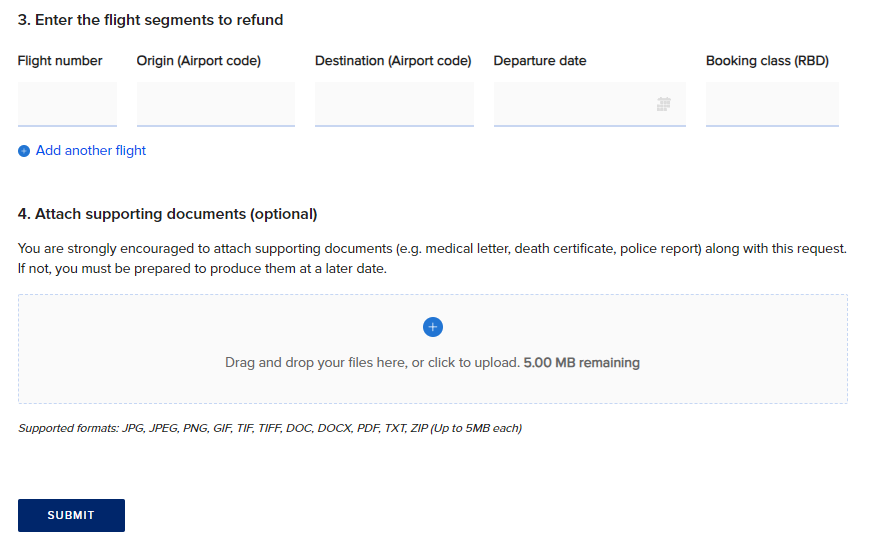 3. Enter the flight segments to refund
Flight number Origin (Airport code) Destination (Airport code) Departure date Booking class (RBD)
Add another flight
4. Attach supporting documents (optional)
You are strongly encouraged to attach supporting documents (e.g. medical letter, death certificate, police report) along with this request.
If not, you must be prepared to produce them at a later date.
Drag and drop your files here, or click to upload. 5.00 MB remaining
Supported formats: JPG, JPEG, PNG, GIF, TIF, TIFF, DOC, DOCX, PDF, TXT, ZIP (Up to 5MB each)
SUBMIT